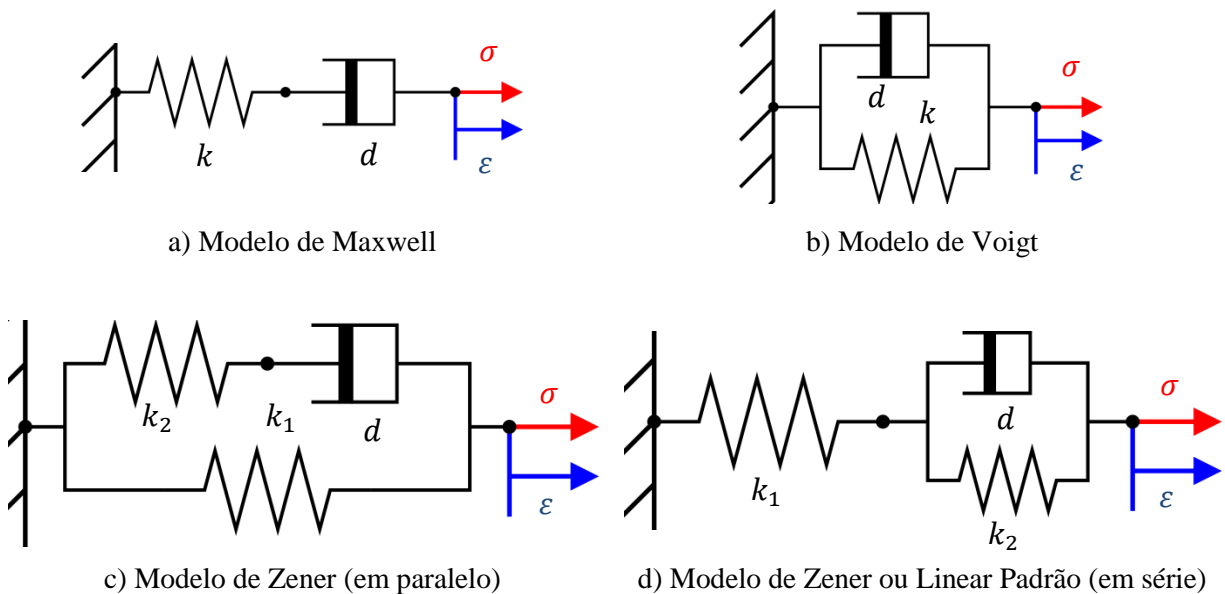 σ
k
d
ε
a) Modelo de Maxwell
d
k
σ
ε
b) Modelo de Voigt
k₂
k₁
d
σ
ε
c) Modelo de Zener (em paralelo)
k₁
d
k₂
σ
ε
d) Modelo de Zener ou Linear Padrão (em série)